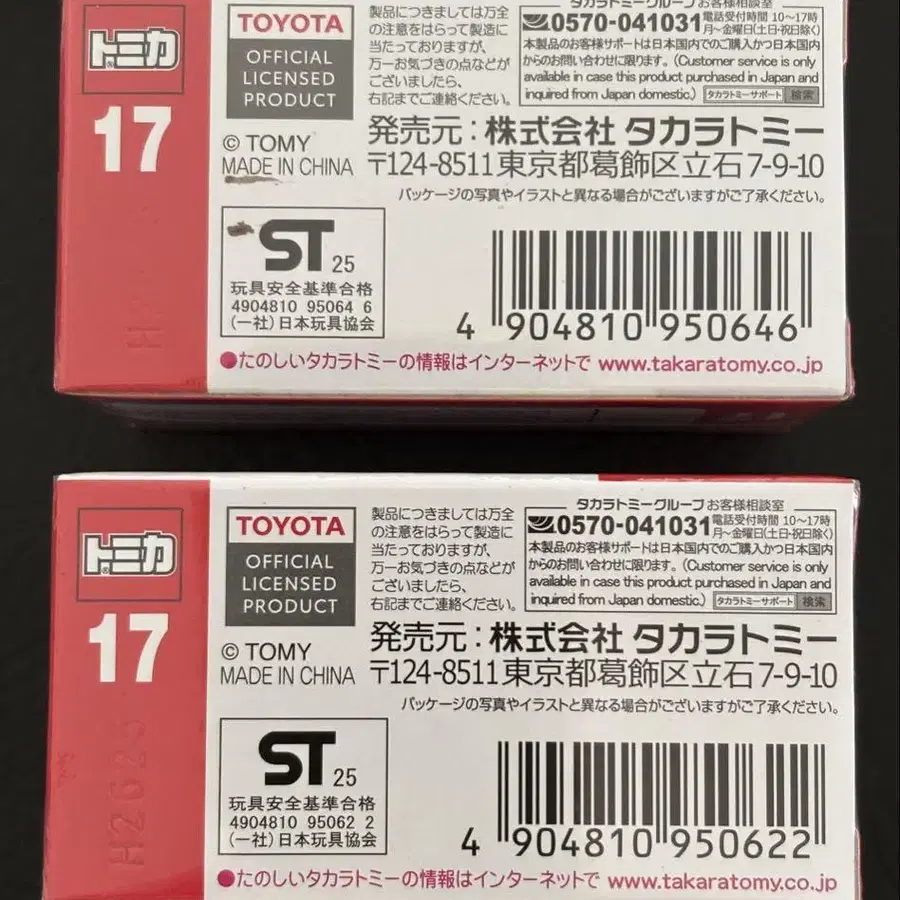 トミカ
17
TOYOTA
OFFICIAL
LICENSED
PRODUCT
製品につきましては万全
の注意をはらって製造に
当たっておりますが、
万一お気づきの点などが
ございましたら、
右記までご連絡ください。
タカラトミーグループ お客様相談室
0570-041031 電話受付時間 10〜17時
月〜金曜日(土日・祝日除く)
本製品のお客様サポートは日本国内でのご購入かつ日本国内
からのお問い合わせに限ります。(Customer service is only
available in case this product purchased in Japan and
inquired from Japan domestic.) タカラトミーサポート 検索
© TOMY
MADE IN CHINA
発売元:株式会社 タカラトミー
〒124-8511 東京都葛飾区立石7-9-10
パッケージの写真やイラストと異なる場合がございますがご了承ください。
ST 25
玩具安全基準合格
4904810 95064 6
(一社)日本玩具協会
4 904810 950646
●たのしいタカラトミーの情報はインターネットで www.takaratomy.co.jp
トミカ
17
H2625
TOYOTA
OFFICIAL
LICENSED
PRODUCT
製品につきましては万全
の注意をはらって製造に
当たっておりますが、
万一お気づきの点などが
ございましたら、
右記までご連絡ください。
タカラトミーグループ お客様相談室
0570-041031 電話受付時間 10〜17時
月〜金曜日(土日・祝日除く)
本製品のお客様サポートは日本国内でのご購入かつ日本国内
からのお問い合わせに限ります。(Customer service is only
available in case this product purchased in Japan and
inquired from Japan domestic.) タカラトミーサポート 検索
© TOMY
MADE IN CHINA
発売元:株式会社 タカラトミー
〒124-8511 東京都葛飾区立石7-9-10
パッケージの写真やイラストと異なる場合がございますがご了承ください。
ST 25
玩具安全基準合格
4904810 95062 2
(一社)日本玩具協会
4 904810 950622
●たのしいタカラトミーの情報はインターネットで www.takaratomy.co.jp